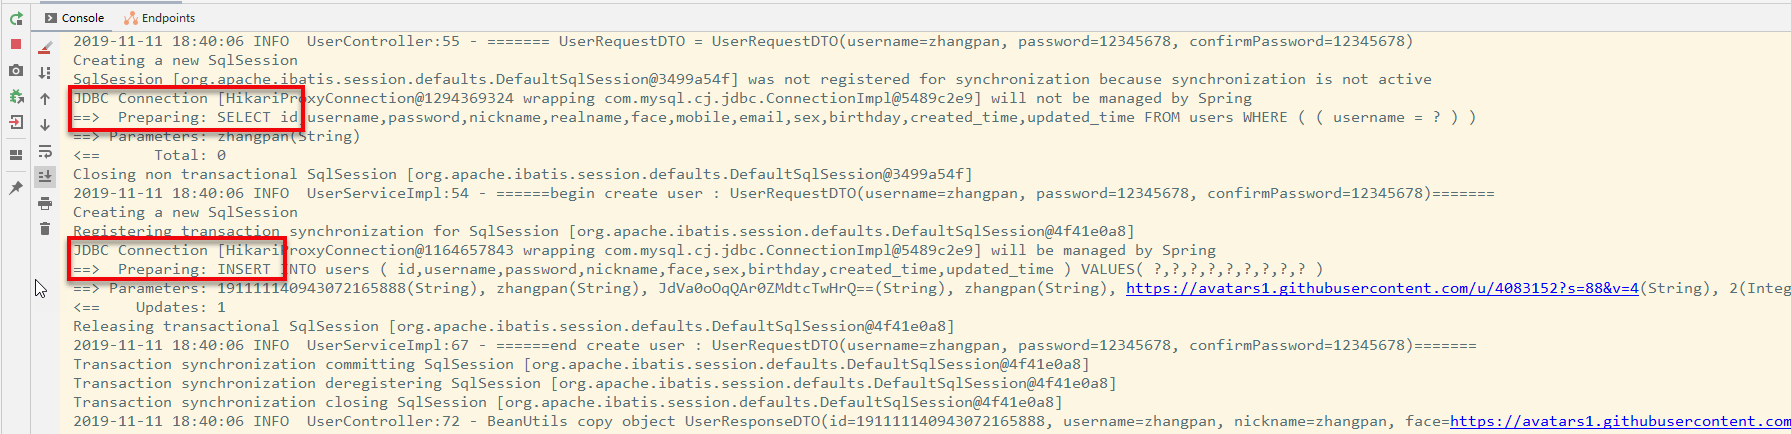 Console Endpoints
2019-11-11 18:40:06 INFO  UserController:55 - ======= UserRequestDTO = UserRequestDTO(username=zhangpan, password=12345678, confirmPassword=12345678)
Creating a new SqlSession
SqlSession [org.apache.ibatis.session.defaults.DefaultSqlSession@3499a54f] was not registered for synchronization because synchronization is not active
JDBC Connection [HikariProxyConnection@1294369324 wrapping com.mysql.cj.jdbc.ConnectionImpl@5489c2e9] will not be managed by Spring
==>  Preparing: SELECT id,username,password,nickname,realname,face,mobile,email,sex,birthday,created_time,updated_time FROM users WHERE ( ( username = ? ) )
==> Parameters: zhangpan(String)
<==      Total: 0
Closing non transactional SqlSession [org.apache.ibatis.session.defaults.DefaultSqlSession@3499a54f]
2019-11-11 18:40:06 INFO  UserServiceImpl:54 - ======begin create user : UserRequestDTO(username=zhangpan, password=12345678, confirmPassword=12345678)=======
Creating a new SqlSession
Registering transaction synchronization for SqlSession [org.apache.ibatis.session.defaults.DefaultSqlSession@4f41e0a8]
JDBC Connection [HikariProxyConnection@1164657843 wrapping com.mysql.cj.jdbc.ConnectionImpl@5489c2e9] will be managed by Spring
==>  Preparing: INSERT INTO users ( id,username,password,nickname,face,sex,birthday,created_time,updated_time ) VALUES( ?,?,?,?,?,?,?,?,? )
==> Parameters: 191111140943072165888(String), zhangpan(String), JdVa0oOqQAr0ZMdtcTwHrQ==(String), zhangpan(String), https://avatars1.githubusercontent.com/u/4083152?s=88&v=4(String), 2(Integ
<==    Updates: 1
Releasing transactional SqlSession [org.apache.ibatis.session.defaults.DefaultSqlSession@4f41e0a8]
2019-11-11 18:40:06 INFO  UserServiceImpl:67 - ======end create user : UserRequestDTO(username=zhangpan, password=12345678, confirmPassword=12345678)=======
Transaction synchronization committing SqlSession [org.apache.ibatis.session.defaults.DefaultSqlSession@4f41e0a8]
Transaction synchronization deregistering SqlSession [org.apache.ibatis.session.defaults.DefaultSqlSession@4f41e0a8]
Transaction synchronization closing SqlSession [org.apache.ibatis.session.defaults.DefaultSqlSession@4f41e0a8]
2019-11-11 18:40:06 INFO  UserController:72 - BeanUtils copy object UserResponseDTO(id=191111140943072165888, username=zhangpan, nickname=zhangpan, face=https://avatars1.githubusercontent.com